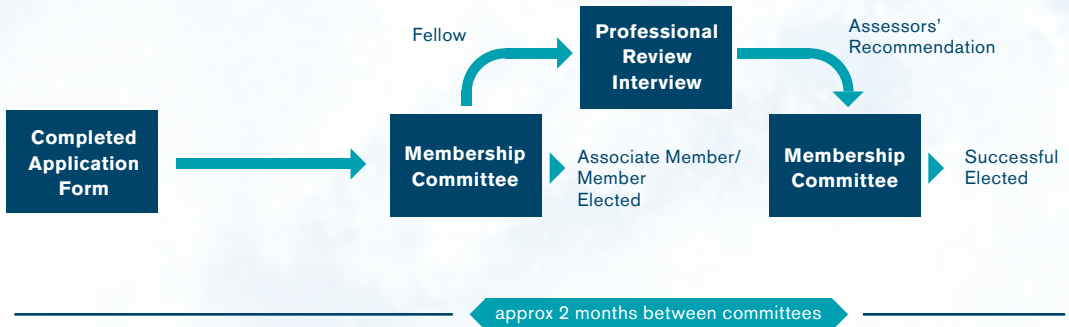 Completed
Application
Form
Membership
Committee
Fellow
Associate Member/
Member
Elected
Professional
Review
Interview
Assessors'
Recommendation
Membership
Committee
Successful
Elected
approx 2 months between committees